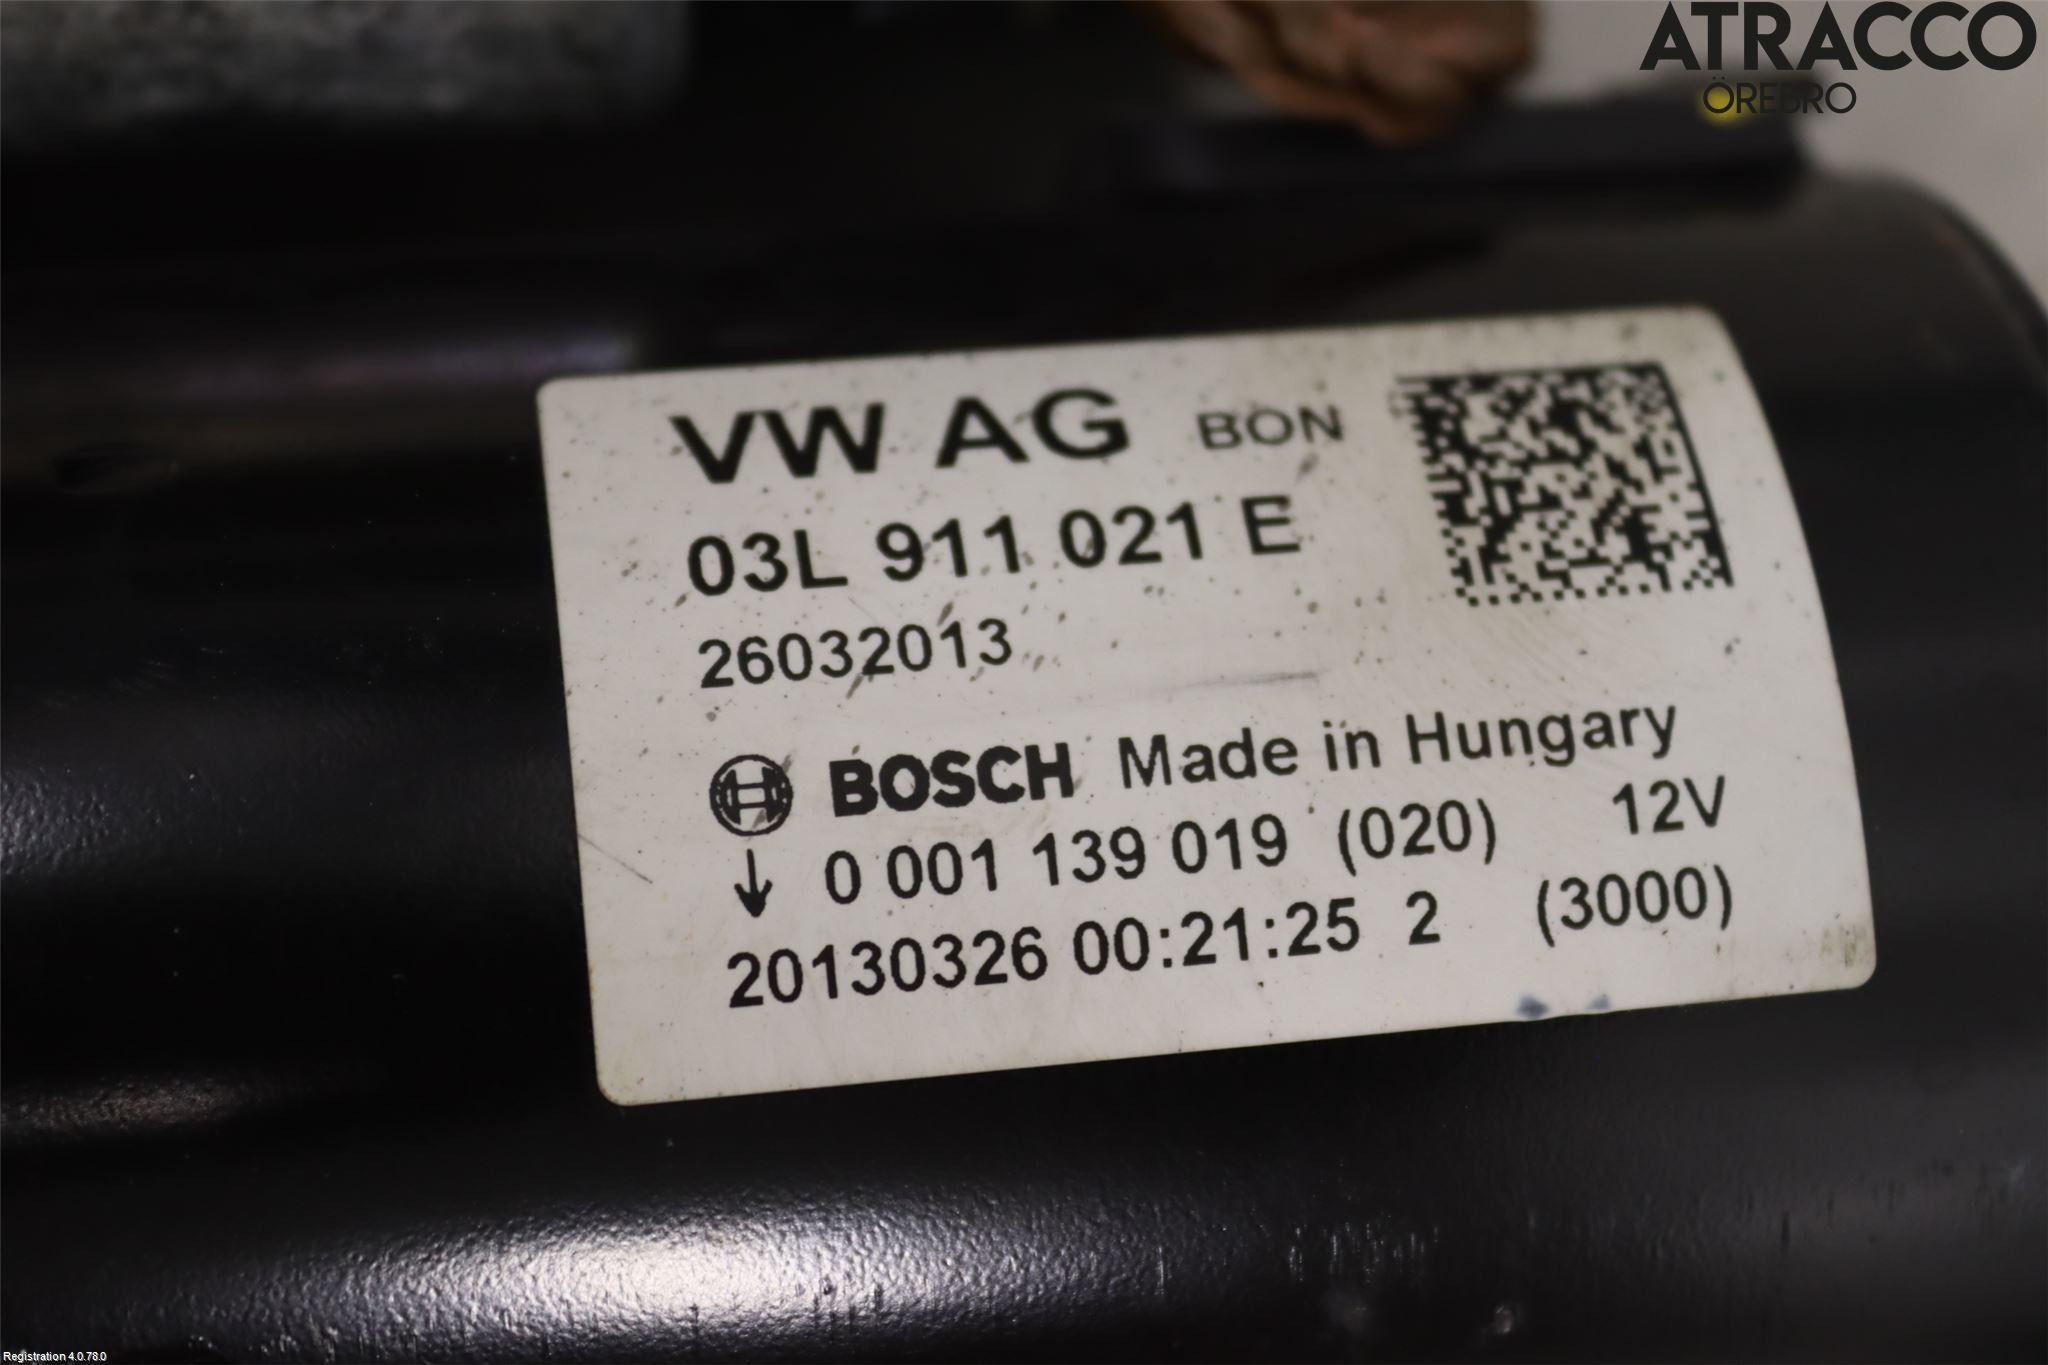 ATRACCO
ÖREBRO
VW AG BON
03L 911 021 E
26032013
BOSCH Made in Hungary
↓ 0 001 139 019 (020) 12V
20130326 00:21:25 2 (3000)
Registration 4.0.78.0